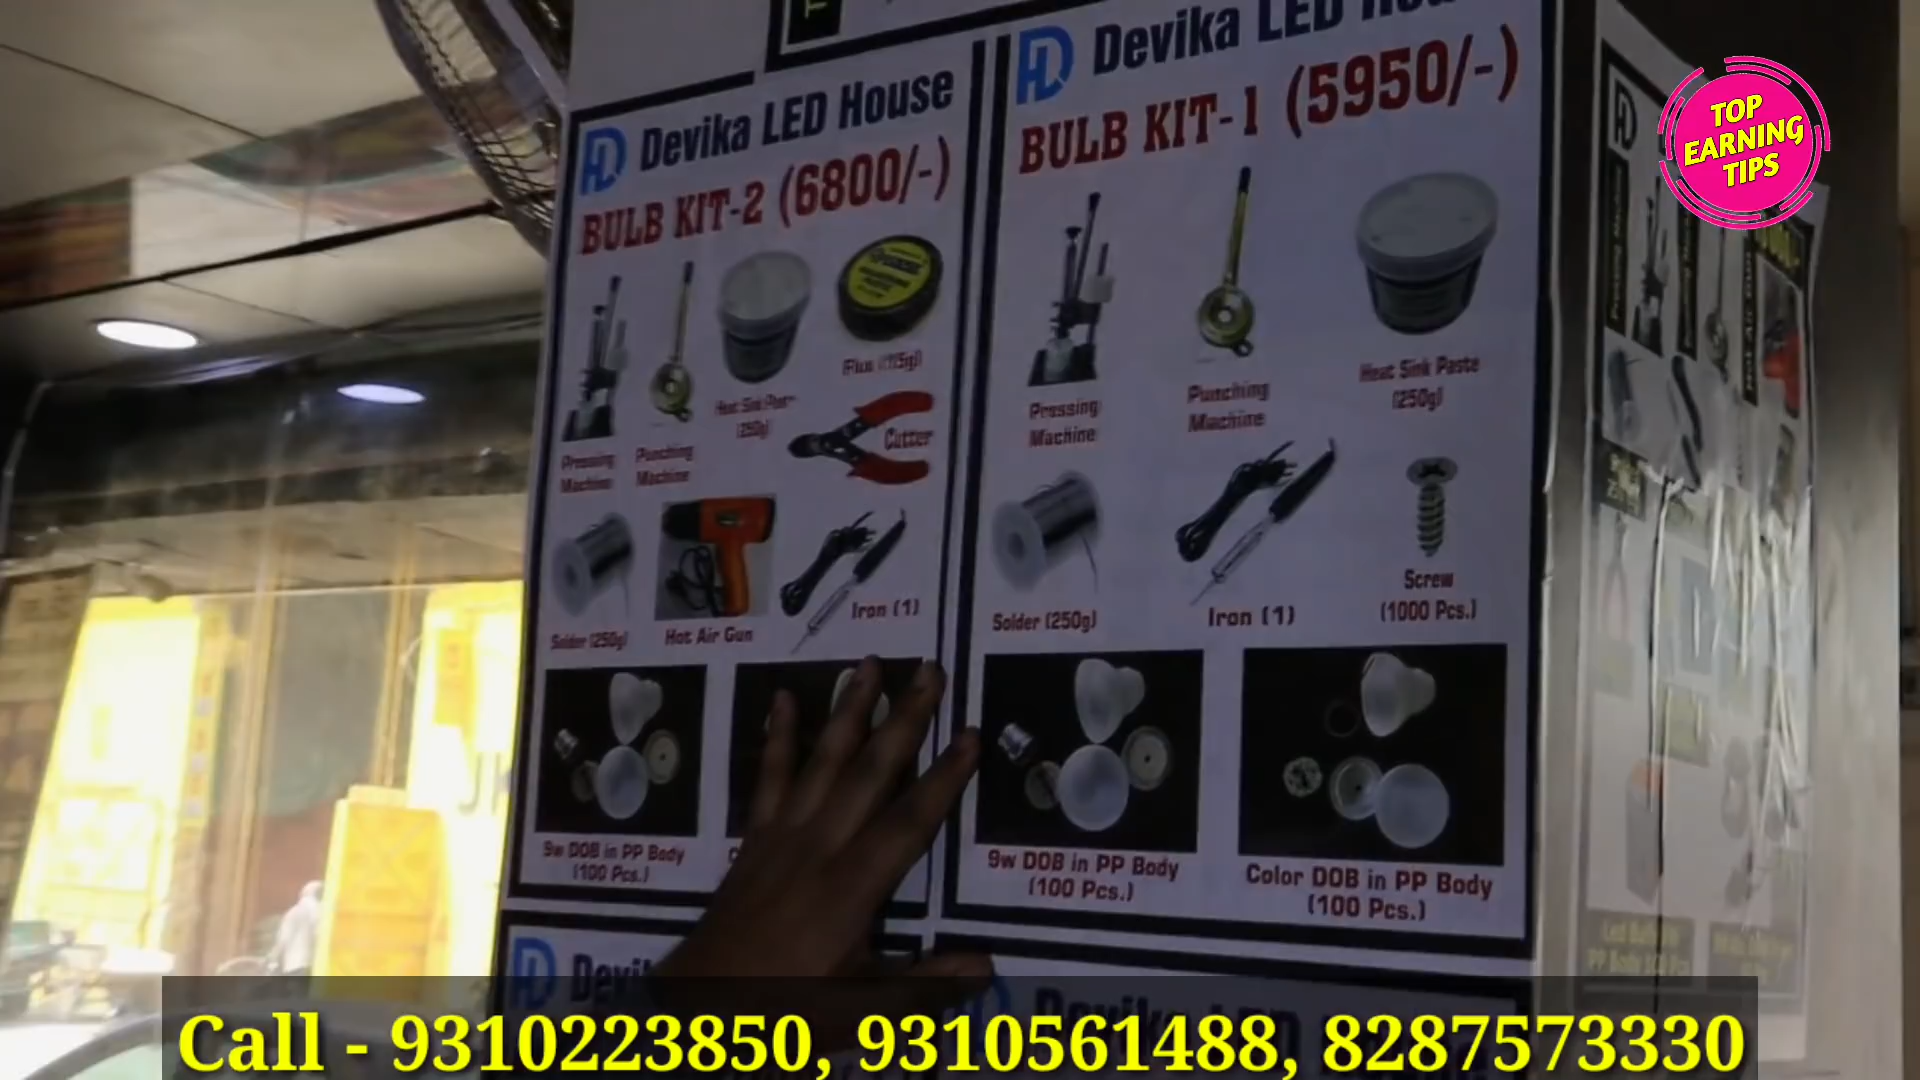 TOP
EARNING
TIPS
Devika LED House
BULB KIT-2 (6800/-)
Pressing
Machine
Punching
Machine
Heat Sink Paste
(250g)
Cutter
Solder (250g)
Hot Air Gun
Iron (1)
9w DOB in PP Body
(100 Pcs.)
Devika LED
BULB KIT-1 (5950/-)
Pressing
Machine
Punching
Machine
Heat Sink Paste
(250g)
Solder (250g)
Iron (1)
Screw
(1000 Pcs.)
9w DOB in PP Body
(100 Pcs.)
Color DOB in PP Body
(100 Pcs.)
Call - 9310223850, 9310561488, 8287573330